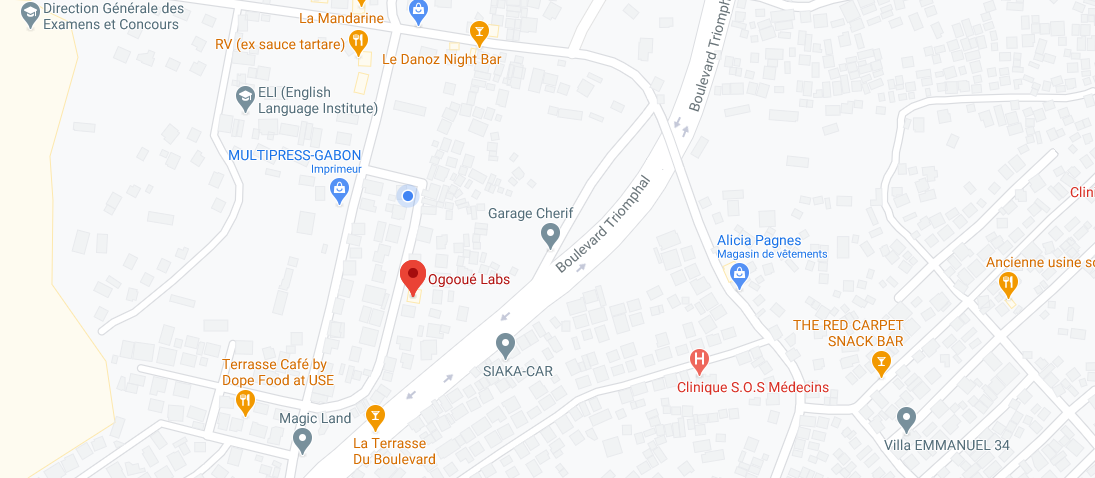 Direction Générale des
Examens et Concours
La Mandarine
RV (ex sauce tartare)
Le Danoz Night Bar
Boulevard Triomph
ELI (English
Language Institute)
MULTIPRESS-GABON
Imprimeur
Clin
Garage Cherif
Boulevard Triomphal
Alicia Pagnes
Magasin de vêtements
Ancienne usine so
Ogooué Labs
THE RED CARPET
SNACK BAR
Terrasse Café by
Dope Food at USE
SIAKA-CAR
H
Clinique S.O.S Médecins
Magic Land
La Terrasse
Du Boulevard
Villa EMMANUEL 34